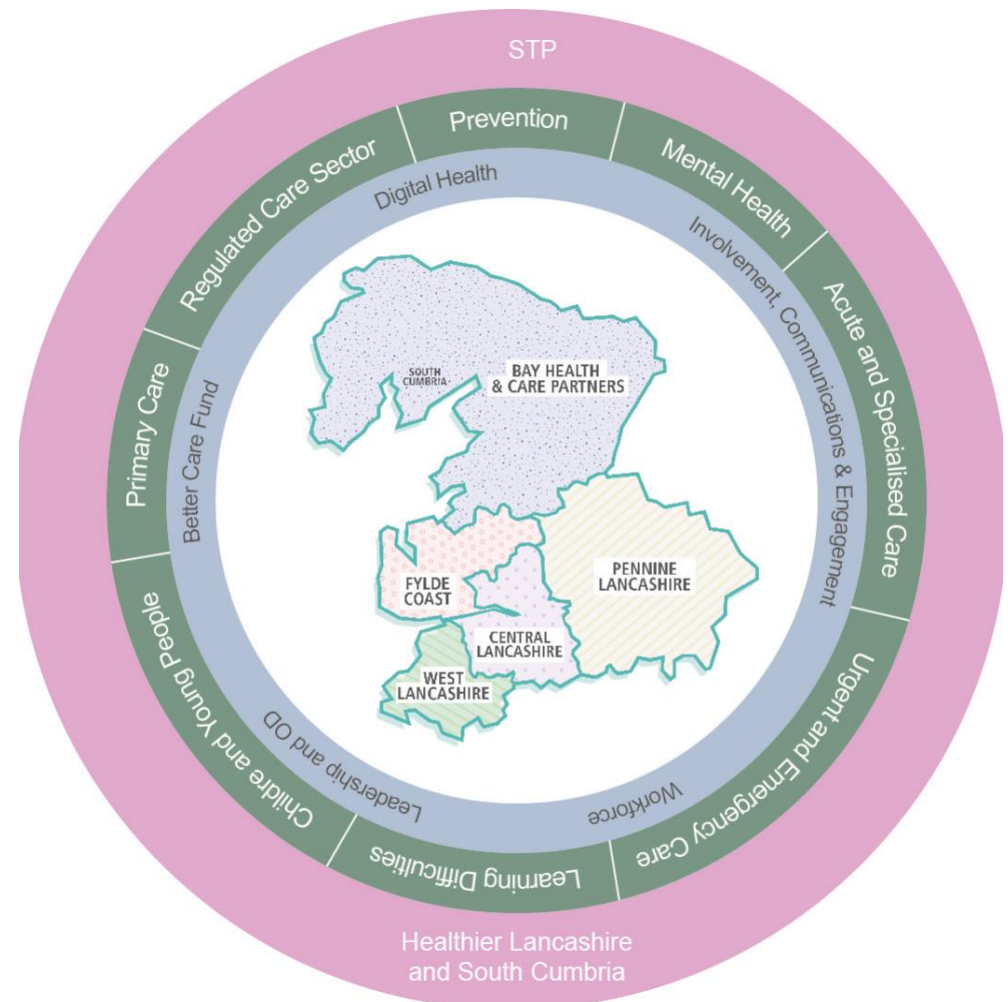 STP
Prevention
Mental Health
Acute and Specialised Care
Urgent and Emergency Care
Learning Difficulties
Childre and Young People
Primary Care
Regulated Care Sector
Digital Health
Involvement, Communications & Engagement
Workforce
Leadership and OD
Better Care Fund
SOUTH
CUMBRIA
BAY HEALTH
& CARE PARTNERS
FYLDE
COAST
PENNINE
LANCASHIRE
CENTRAL
LANCASHIRE
WEST
LANCASHIRE
Healthier Lancashire
and South Cumbria